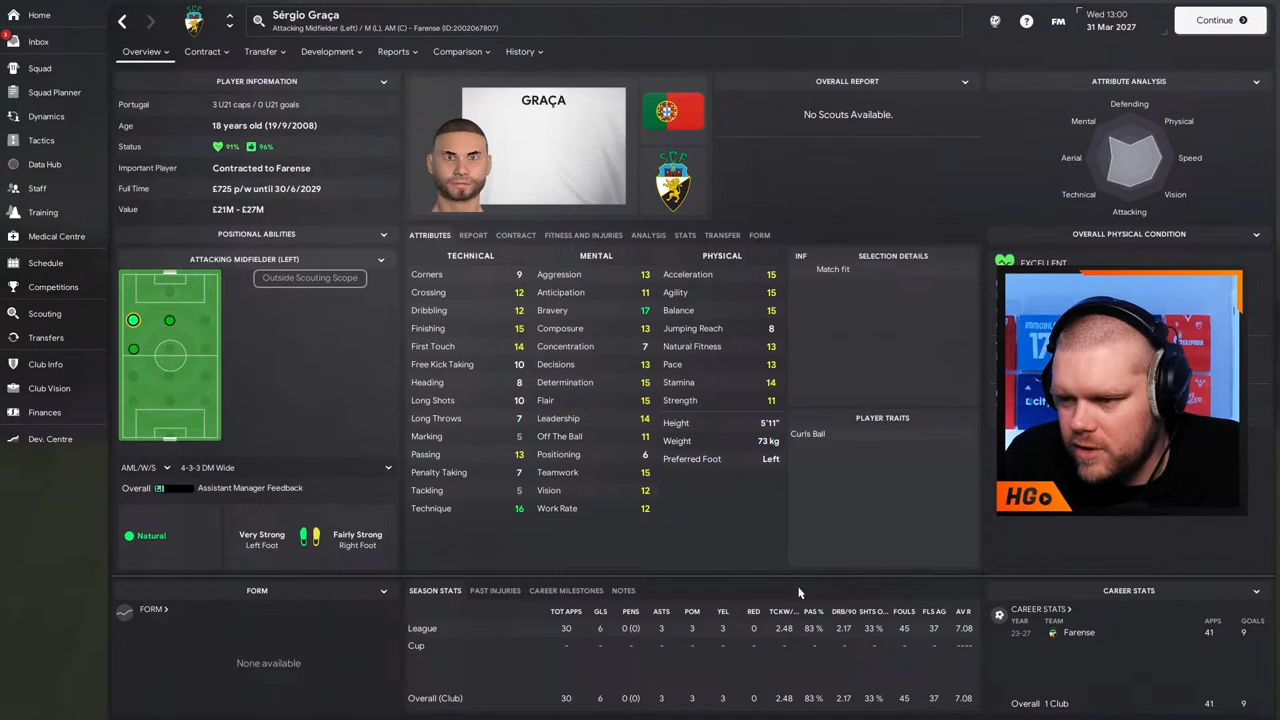 Home
3
Inbox
Squad
Squad Planner
Dynamics
Tactics
Data Hub
Staff
Training
Medical Centre
Schedule
Competitions
Scouting
Transfers
Club Info
Club Vision
Finances
Dev. Centre
Sérgio Graça
Attacking Midfielder (Left) / M (L), AM (C) - Farense (ID:2002067807)
?
FM
Wed 13:00
31 Mar 2027
Continue
Overview
Contract
Transfer
Development
Reports
Comparison
History
PLAYER INFORMATION
Portugal 3 U21 caps / 0 U21 goals
Age 18 years old (19/9/2008)
Status 91% 96%
Important Player Contracted to Farense
Full Time £725 p/w until 30/6/2029
Value £21M - £27M
GRAÇA
SCF
OVERALL REPORT
No Scouts Available.
ATTRIBUTE ANALYSIS
Defending
Mental Physical
Aerial Speed
Technical Vision
Attacking
POSITIONAL ABILITIES
ATTACKING MIDFIELDER (LEFT)
Outside Scouting Scope
AML/W/S 4-3-3 DM Wide
Overall Assistant Manager Feedback
Natural
Very Strong
Left Foot
Fairly Strong
Right Foot
ATTRIBUTES REPORT CONTRACT FITNESS AND INJURIES ANALYSIS STATS TRANSFER FORM
TECHNICAL
Corners 9
Crossing 12
Dribbling 12
Finishing 15
First Touch 14
Free Kick Taking 10
Heading 8
Long Shots 10
Long Throws 7
Marking 5
Passing 13
Penalty Taking 7
Tackling 5
Technique 16
MENTAL
Aggression 13
Anticipation 11
Bravery 17
Composure 13
Concentration 7
Decisions 13
Determination 15
Flair 15
Leadership 14
Off The Ball 11
Positioning 6
Teamwork 15
Vision 12
Work Rate 12
PHYSICAL
Acceleration 15
Agility 15
Balance 15
Jumping Reach 8
Natural Fitness 13
Pace 13
Stamina 14
Strength 11
Height 5'11"
Weight 73 kg
Preferred Foot Left
INF SELECTION DETAILS
Match fit
PLAYER TRAITS
Curls Ball
OVERALL PHYSICAL CONDITION
EXCELLENT
IMMOBIL
17
HG
FORM
FORM
None available
SEASON STATS PAST INJURIES CAREER MILESTONES NOTES
TOT APPS GLS PENS ASTS POM YEL RED TCKW/... PAS % DRB/90 SHTS O... FOULS FLS AG AV R
League 30 6 0 (0) 3 3 3 0 2.48 83 % 2.17 33 % 45 37 7.08
Cup - - - - - - - - - - - - - ----
Overall (Club) 30 6 0 (0) 3 3 3 0 2.48 83 % 2.17 33 % 45 37 7.08
CAREER STATS
CAREER STATS
YEAR TEAM APPS GOALS
23-27 Farense 41 9
Overall 1 Club 41 9